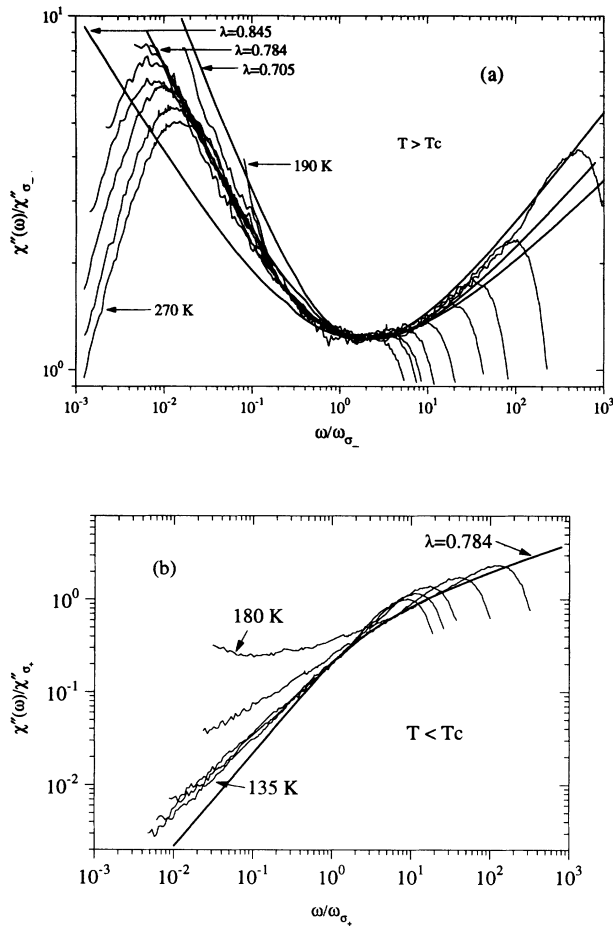 10¹
λ=0.845
λ=0.784
λ=0.705
(a)
190 K
T > Tc
χ″(ω)/χ″σ₋
270 K
10⁰
10⁻³ 10⁻² 10⁻¹ 10⁰ 10¹ 10² 10³
ω/ωσ₋
(b)
λ=0.784
10⁰
180 K
10⁻¹
χ″(ω)/χ″σ₊
T < Tc
10⁻²
135 K
10⁻³ 10⁻² 10⁻¹ 10⁰ 10¹ 10² 10³
ω/ωσ₊